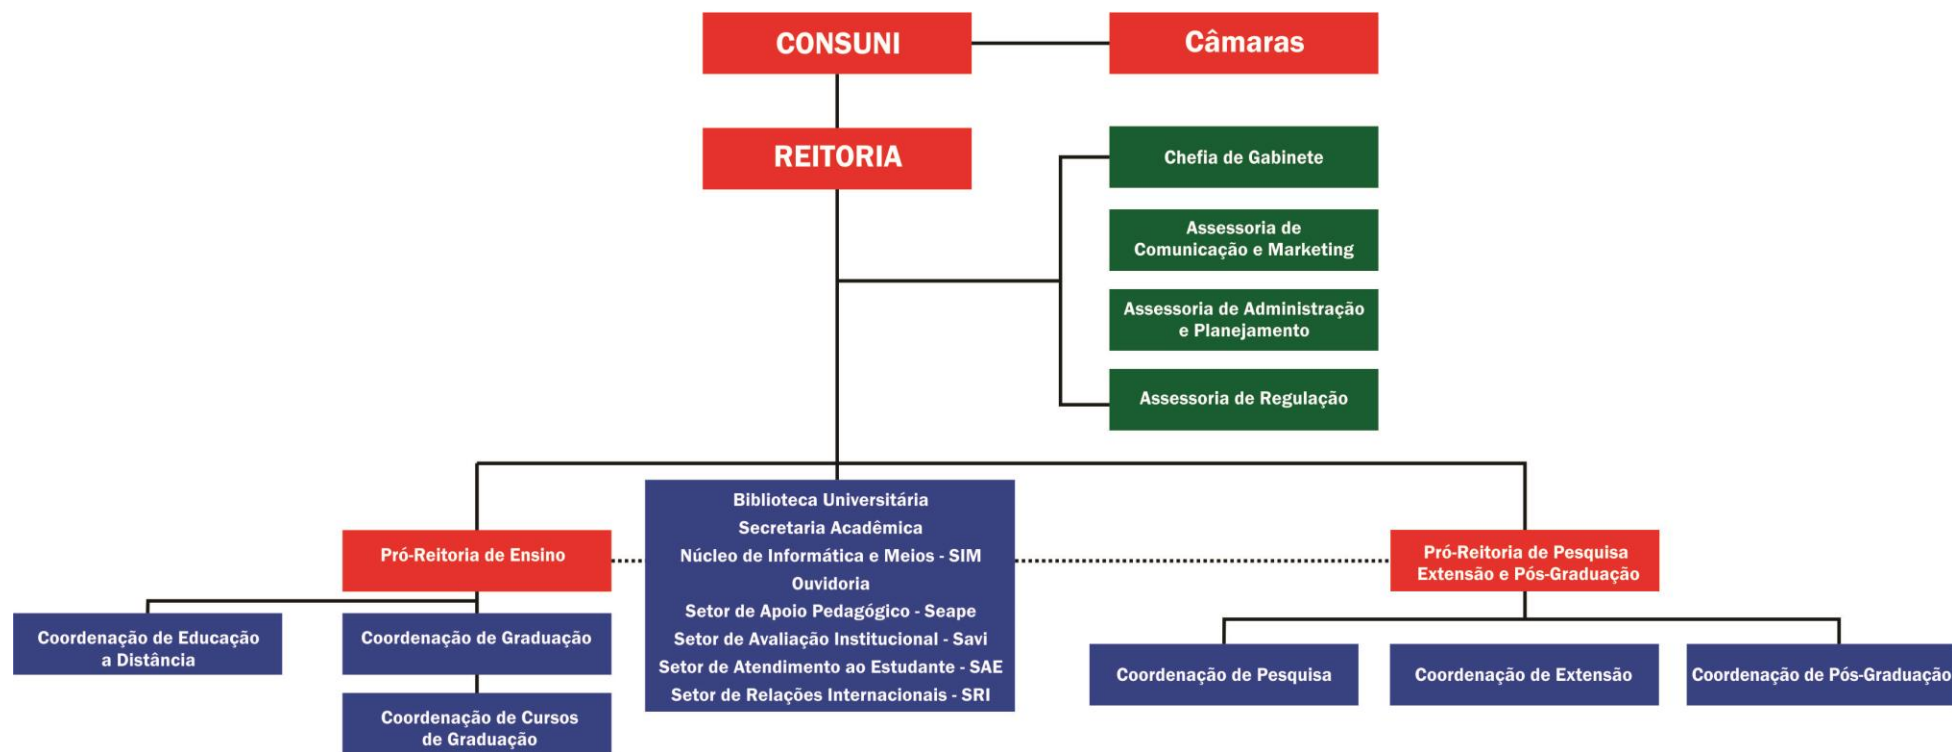 CONSUNI
Câmaras
REITORIA
Chefia de Gabinete
Assessoria de
Comunicação e Marketing
Assessoria de Administração
e Planejamento
Assessoria de Regulação
Pró-Reitoria de Ensino
Coordenação de Educação
a Distância
Coordenação de Graduação
Coordenação de Cursos
de Graduação
Biblioteca Universitária
Secretaria Acadêmica
Núcleo de Informática e Meios - SIM
Ouvidoria
Setor de Apoio Pedagógico - Seape
Setor de Avaliação Institucional - Savi
Setor de Atendimento ao Estudante - SAE
Setor de Relações Internacionais - SRI
Pró-Reitoria de Pesquisa
Extensão e Pós-Graduação
Coordenação de Pesquisa
Coordenação de Extensão
Coordenação de Pós-Graduação